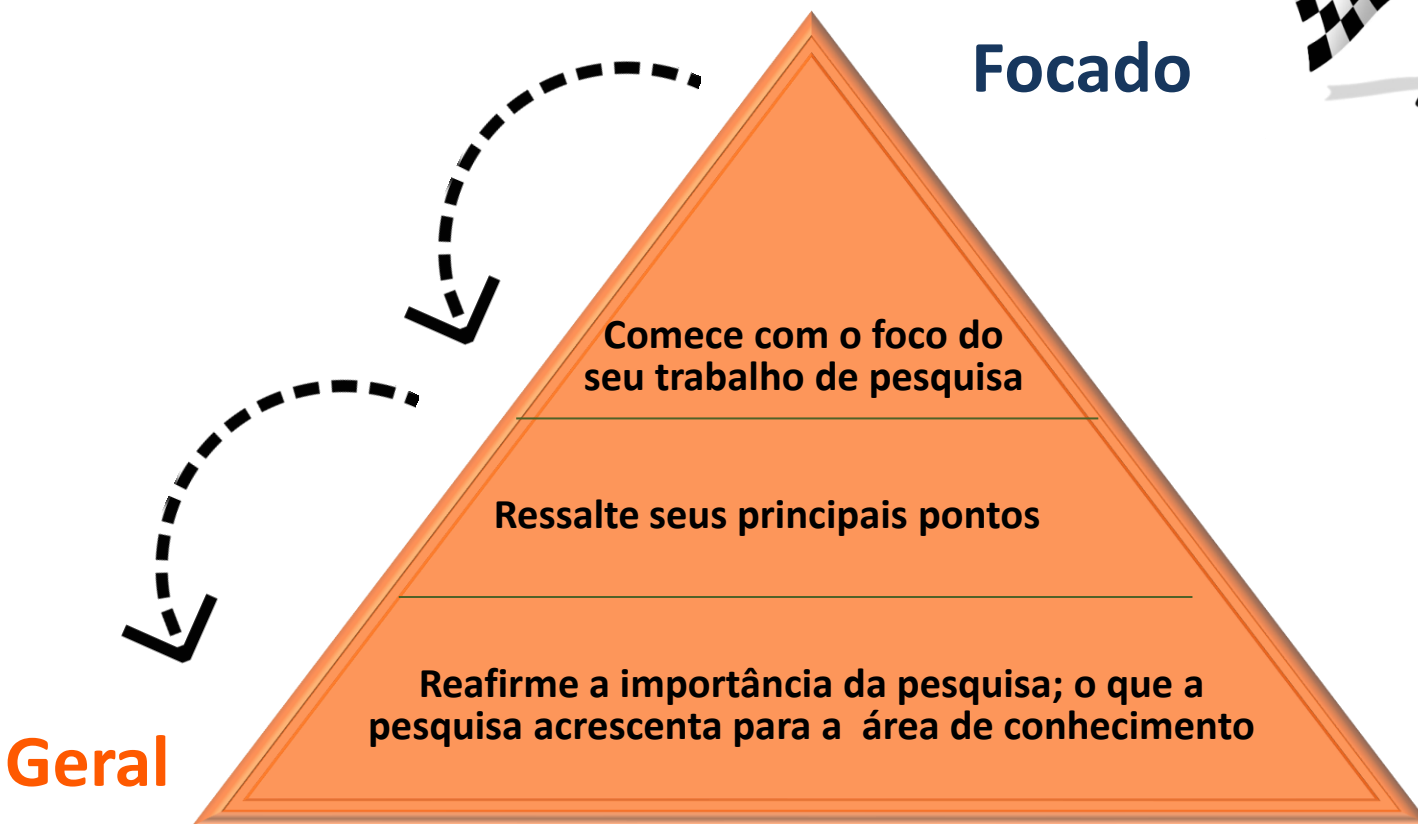 Focado
Comece com o foco do
seu trabalho de pesquisa
Ressalte seus principais pontos
Reafirme a importância da pesquisa; o que a
pesquisa acrescenta para a  área de conhecimento
Geral